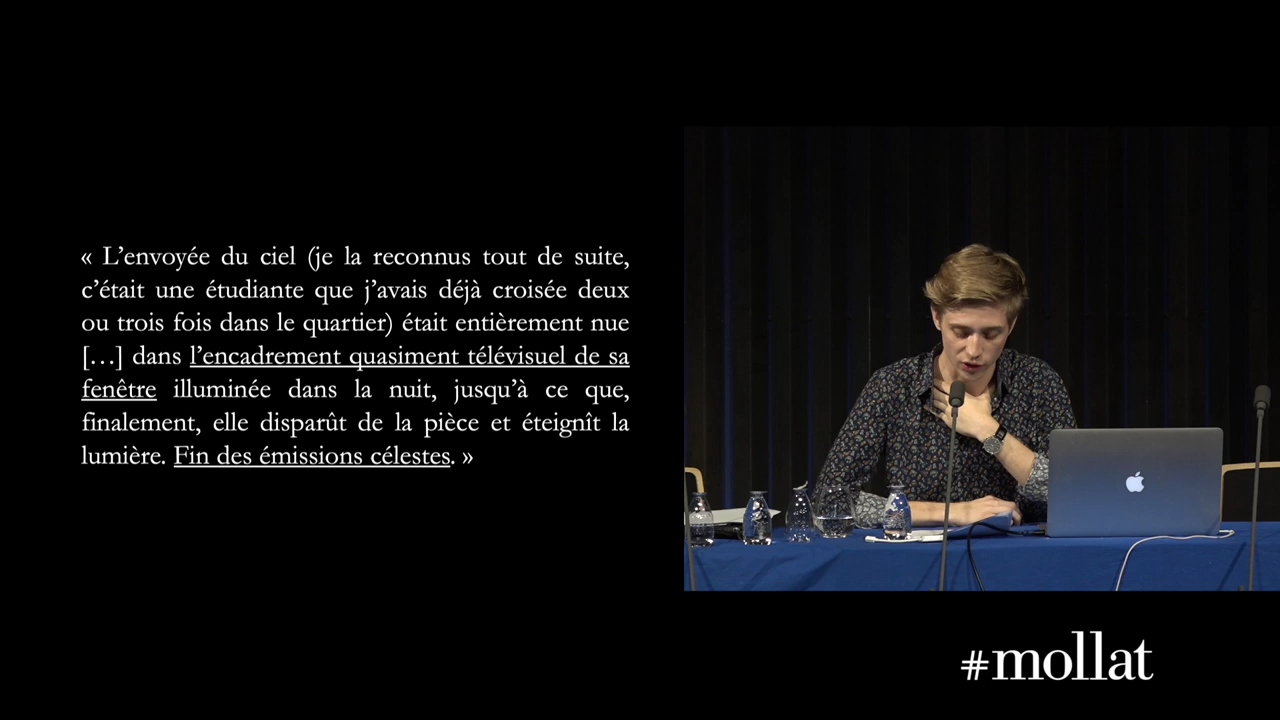 « L’envoyée du ciel (je la reconnus tout de suite,
c’était une étudiante que j’avais déjà croisée deux
ou trois fois dans le quartier) était entièrement nue
[…] dans l’encadrement quasiment télévisuel de sa
fenêtre illuminée dans la nuit, jusqu’à ce que,
finalement, elle disparût de la pièce et éteignît la
lumière. Fin des émissions célestes. »
#mollat